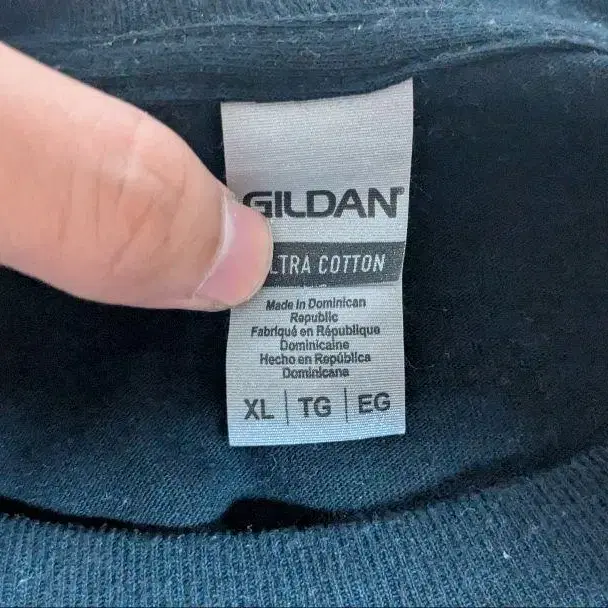 GILDAN®
LTRA COTTON
Made in Dominican
Republic
Fabriqué en République
Dominicaine
Hecho en República
Dominicana
XL | TG | EG